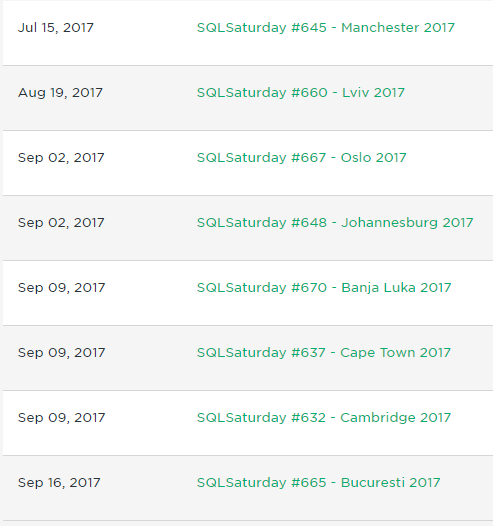 Jul 15, 2017 SQLSaturday #645 - Manchester 2017
Aug 19, 2017 SQLSaturday #660 - Lviv 2017
Sep 02, 2017 SQLSaturday #667 - Oslo 2017
Sep 02, 2017 SQLSaturday #648 - Johannesburg 2017
Sep 09, 2017 SQLSaturday #670 - Banja Luka 2017
Sep 09, 2017 SQLSaturday #637 - Cape Town 2017
Sep 09, 2017 SQLSaturday #632 - Cambridge 2017
Sep 16, 2017 SQLSaturday #665 - Bucuresti 2017